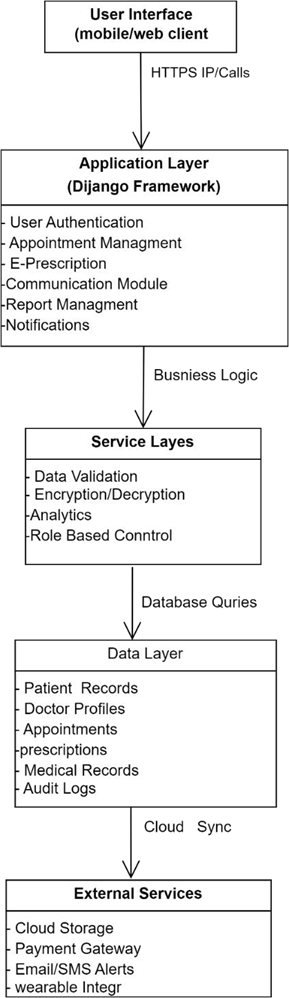 User Interface
(mobile/web client
HTTPS IP/Calls
Application Layer
(Dijango Framework)
- User Authentication
- Appointment Managment
- E-Prescription
-Communication Module
-Report Managment
-Notifications
Busniess Logic
Service Layes
- Data Validation
- Encryption/Decryption
-Analytics
-Role Based Conntrol
Database Quries
Data Layer
- Patient Records
- Doctor Profiles
- Appointments
-prescriptions
- Medical Records
- Audit Logs
Cloud Sync
External Services
- Cloud Storage
- Payment Gateway
- Email/SMS Alerts
- wearable Integr